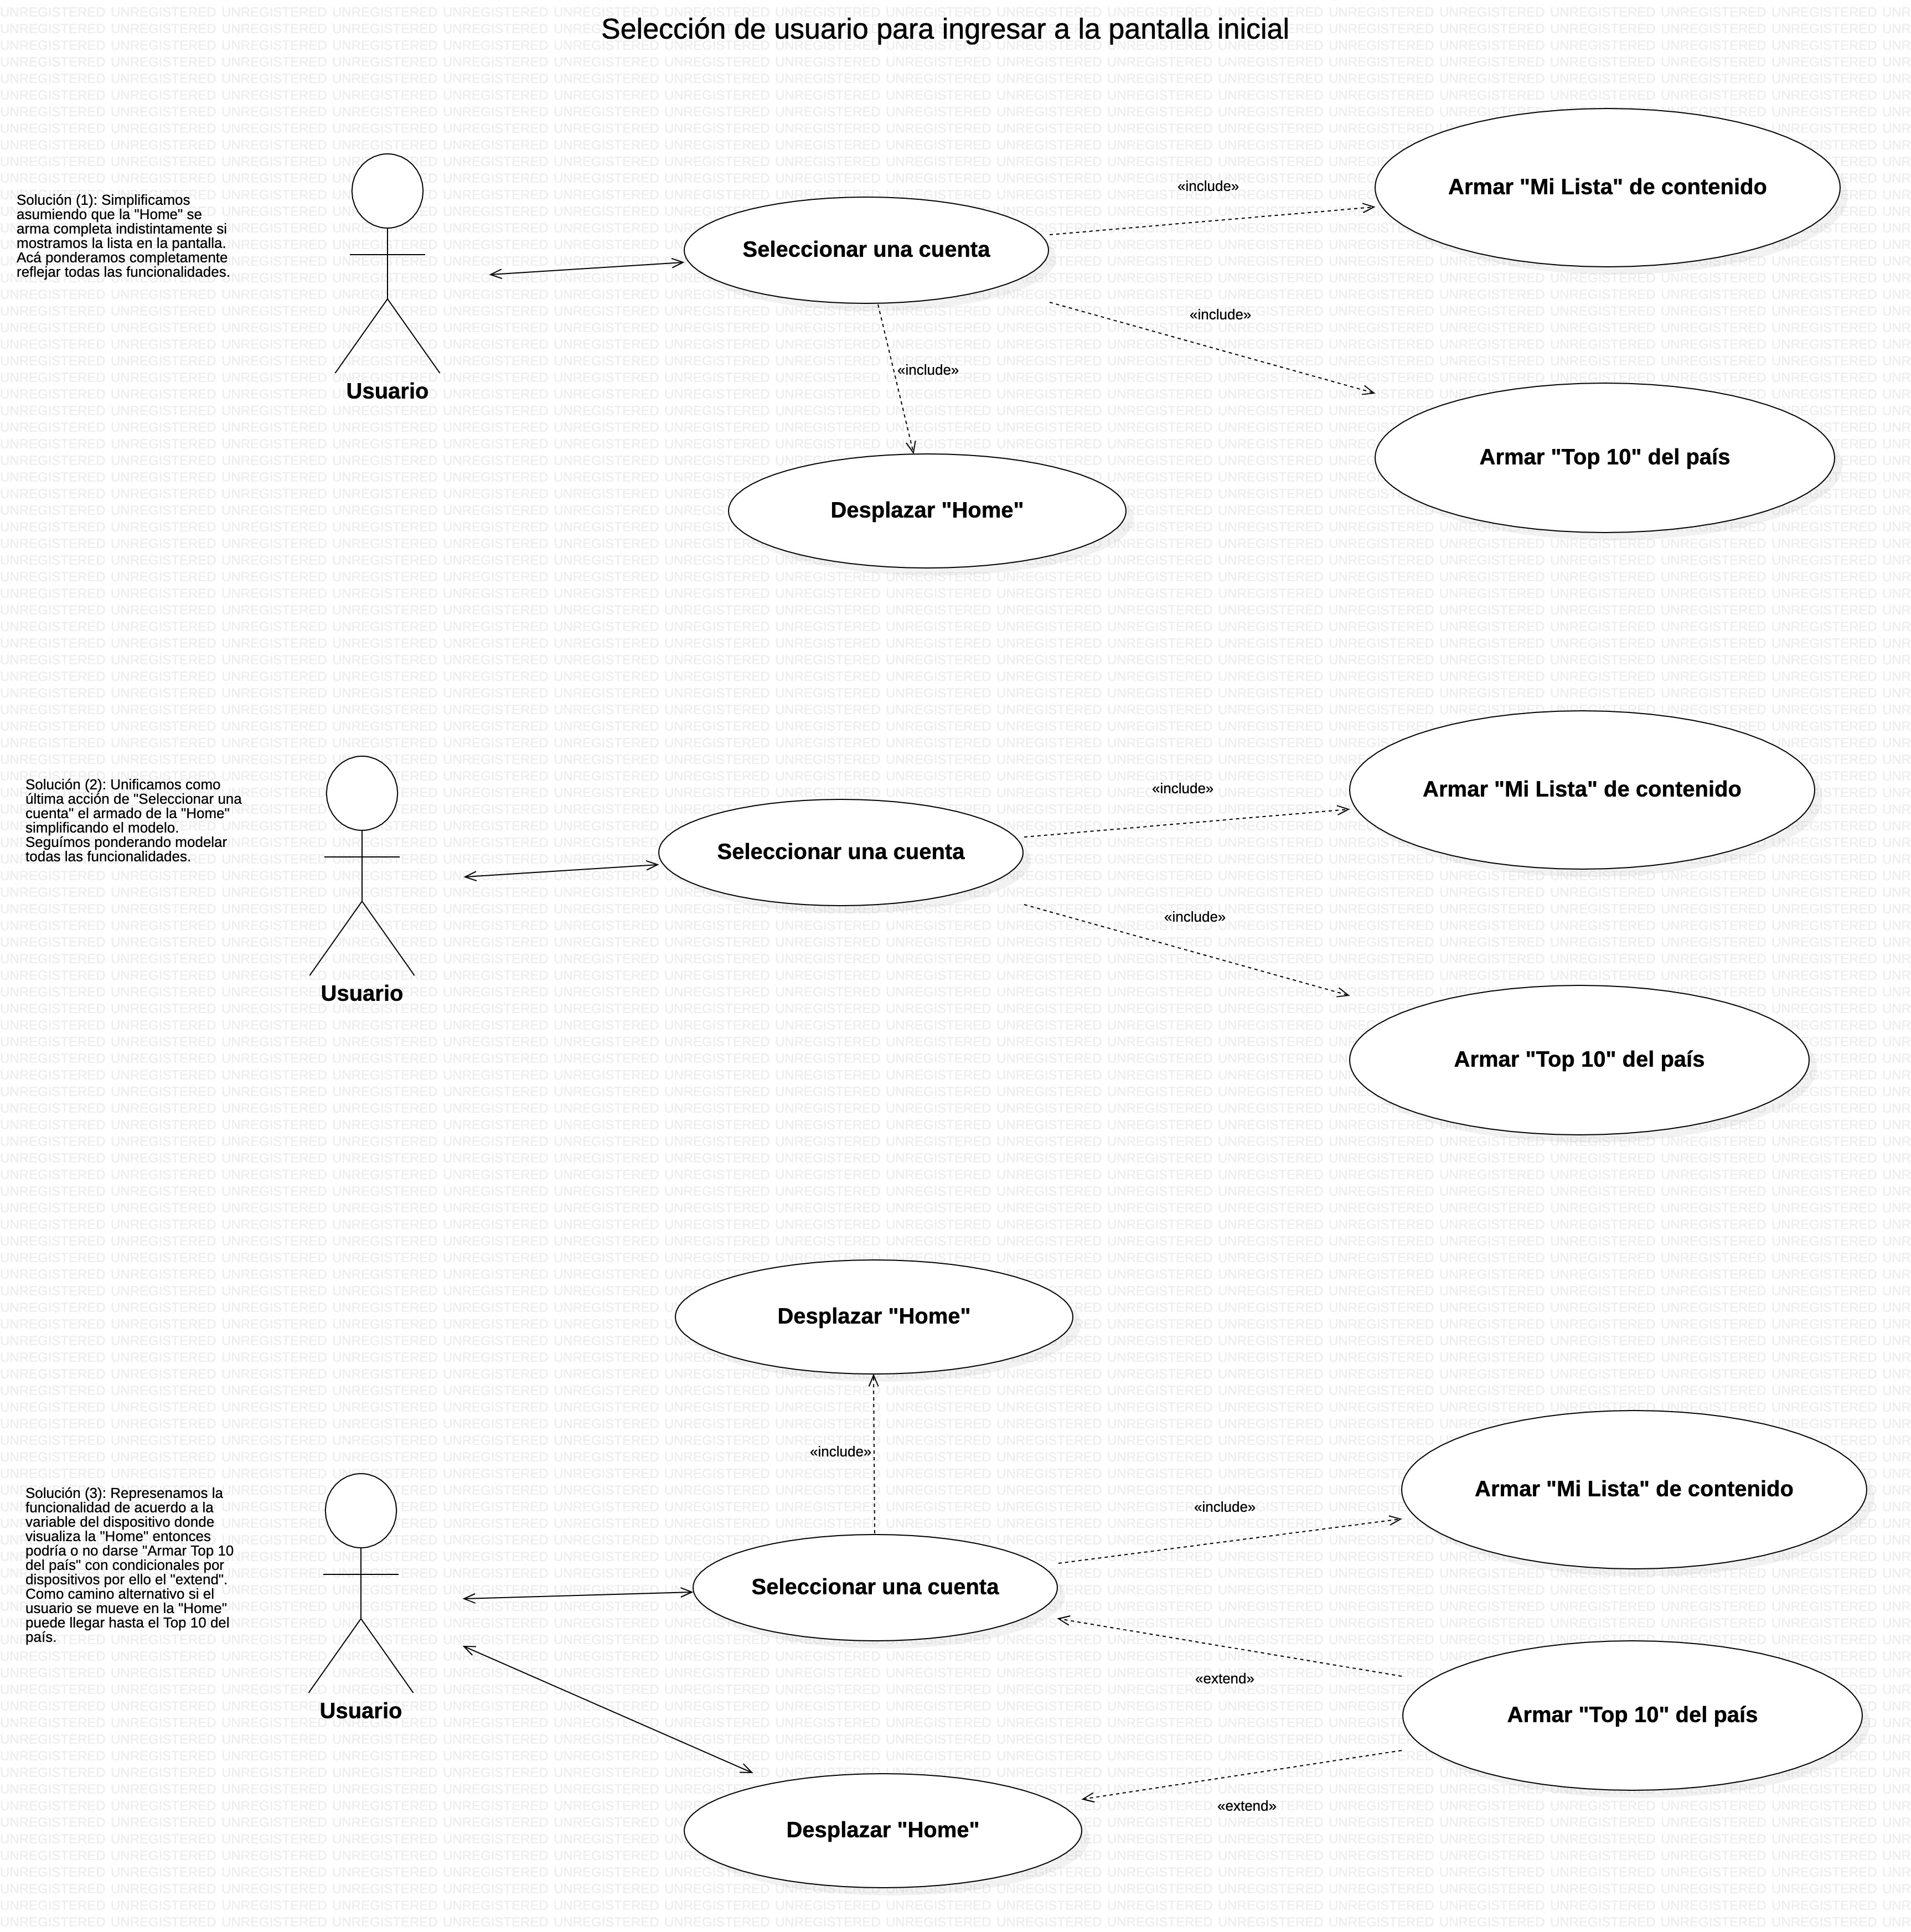 Selección de usuario para ingresar a la pantalla inicial
Solución (1): Simplificamos
asumiendo que la "Home" se
arma completa indistintamente si
mostramos la lista en la pantalla.
Acá ponderamos completamente
reflejar todas las funcionalidades.
Usuario
Seleccionar una cuenta
«include»
Armar "Mi Lista" de contenido
«include»
«include»
Armar "Top 10" del país
Desplazar "Home"
Solución (2): Unificamos como
última acción de "Seleccionar una
cuenta" el armado de la "Home"
simplificando el modelo.
Seguímos ponderando modelar
todas las funcionalidades.
Usuario
Seleccionar una cuenta
«include»
Armar "Mi Lista" de contenido
«include»
Armar "Top 10" del país
Desplazar "Home"
«include»
Solución (3): Represenamos la
funcionalidad de acuerdo a la
variable del dispositivo donde
visualiza la "Home" entonces
podría o no darse "Armar Top 10
del país" con condicionales por
dispositivos por ello el "extend".
Como camino alternativo si el
usuario se mueve en la "Home"
puede llegar hasta el Top 10 del
país.
Usuario
Seleccionar una cuenta
«include»
Armar "Mi Lista" de contenido
«extend»
Armar "Top 10" del país
«extend»
Desplazar "Home"
UNREGISTERED